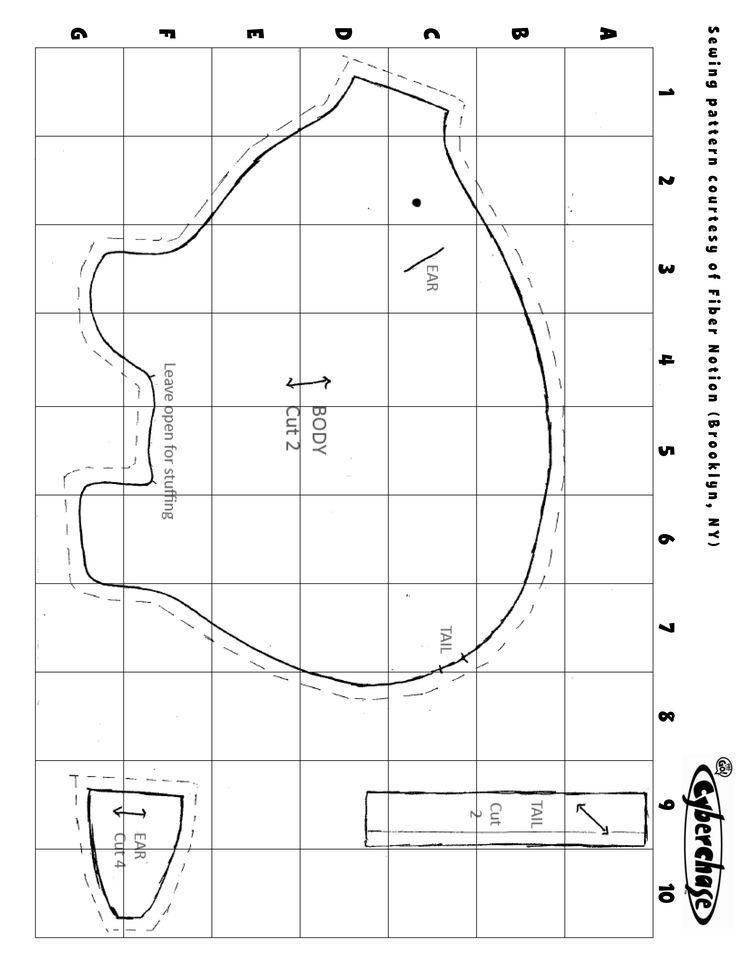 Sewing pattern courtesy of Fiber Notion (Brooklyn, NY)
GO!
Cyberchase
A
B
C
D
E
F
G
1
2
3
4
5
6
7
8
9
10
EAR
BODY
Cut 2
Leave open for stuffing
TAIL
TAIL
Cut
2
EAR
Cut 4